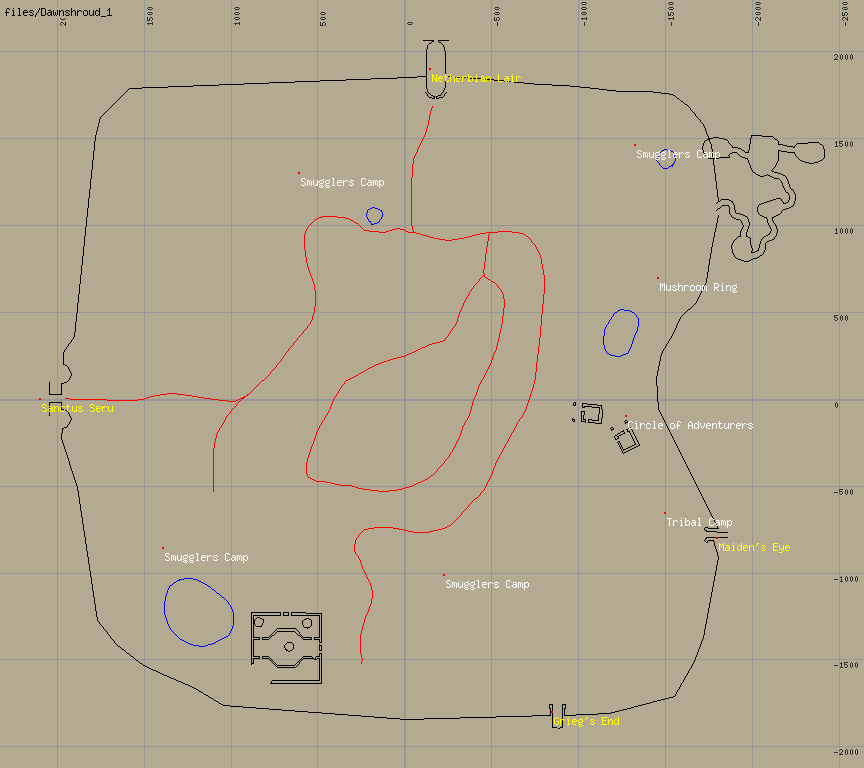 files/Dawnshroud_1
1500
1000
500
0
-500
-1000
-1500
-2000
-2500
2000
Netherbian Lair
1500
Smugglers Camp
Smugglers Camp
1000
Mushroom Ring
500
0
Sanctus Seru
Circle of Adventurers
-500
Tribal Camp
Maiden's Eye
Smugglers Camp
-1000
Smugglers Camp
-1500
Grieg's End
-2000